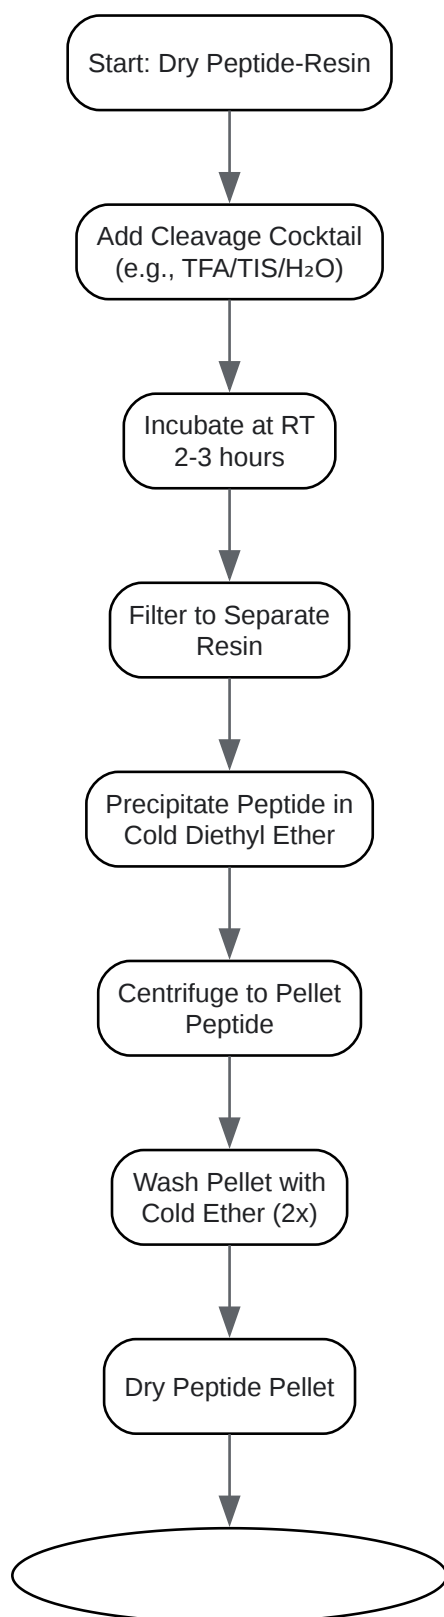 Start: Dry Peptide-Resin
Add Cleavage Cocktail
(e.g., TFA/TIS/H₂O)
Incubate at RT
2-3 hours
Filter to Separate
Resin
Precipitate Peptide in
Cold Diethyl Ether
Centrifuge to Pellet
Peptide
Wash Pellet with
Cold Ether (2x)
Dry Peptide Pellet